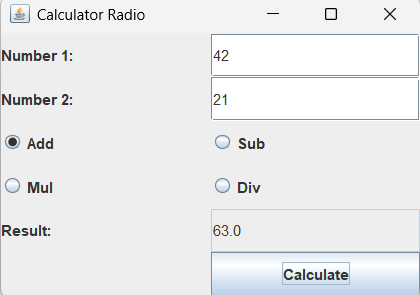 Calculator Radio
Number 1: 42
Number 2: 21
Add Sub
Mul Div
Result: 63.0
Calculate